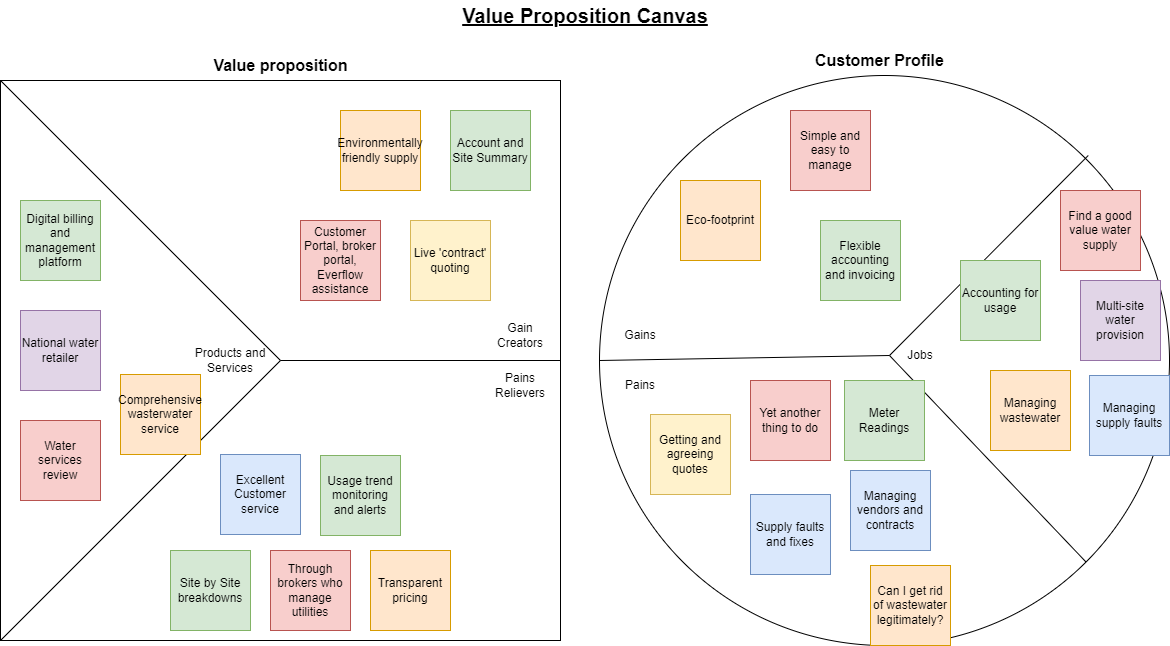 Value Proposition Canvas
Value proposition
Customer Profile
Environmentally
friendly supply
Account and
Site Summary
Digital billing
and
management
platform
Customer
Portal, broker
portal,
Everflow
assistance
Live 'contract'
quoting
National water
retailer
Gain
Creators
Products and
Services
Pains
Relievers
Comprehensive
wasterwater
service
Water
services
review
Excellent
Customer
service
Usage trend
monitoring
and alerts
Site by Site
breakdowns
Through
brokers who
manage
utilities
Transparent
pricing
Simple and
easy to
manage
Eco-footprint
Flexible
accounting
and invoicing
Gains
Find a good
value water
supply
Accounting for
usage
Multi-site
water
provision
Jobs
Managing
wastewater
Managing
supply faults
Pains
Yet another
thing to do
Meter
Readings
Getting and
agreeing
quotes
Supply faults
and fixes
Managing
vendors and
contracts
Can I get rid
of wastewater
legitimately?